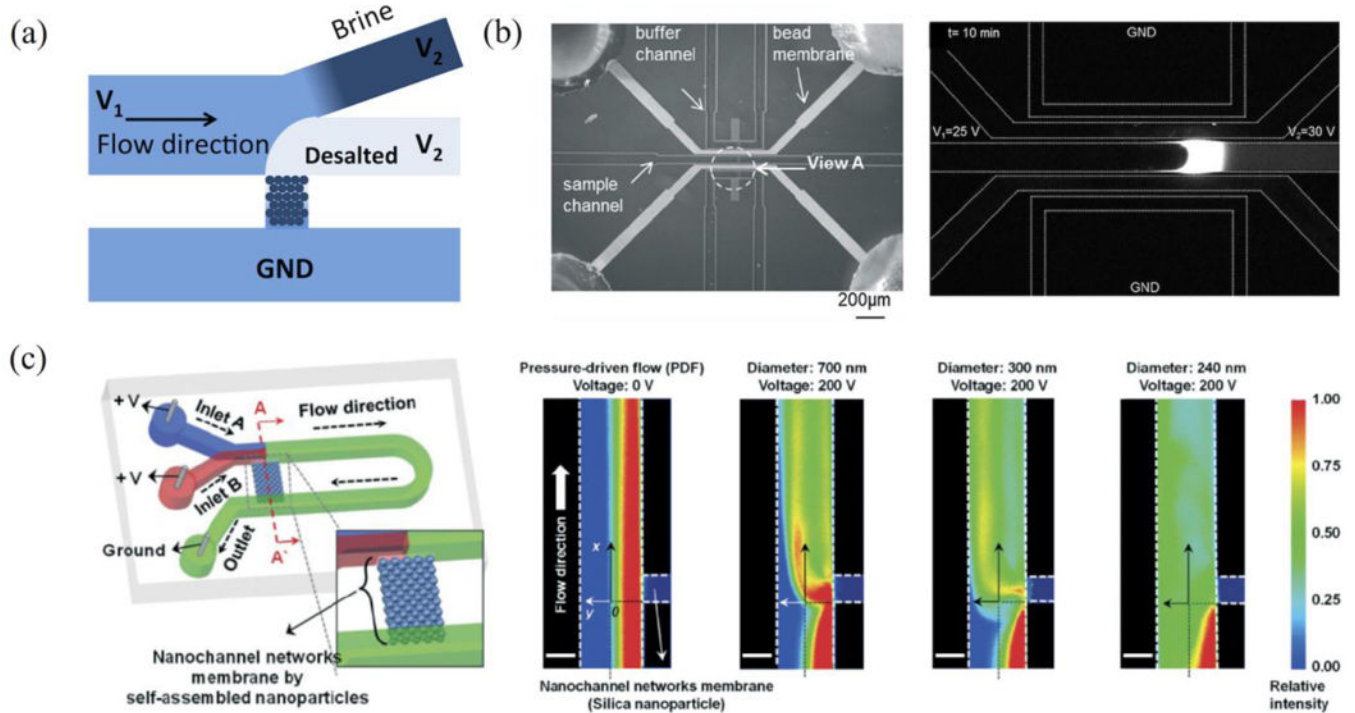 (a)
Brine
V2
V1
Flow direction
Desalted
V2
GND
(b)
buffer
channel
bead
membrane
View A
sample
channel
200μm
t= 10 min
GND
V1=25 V
V2=30 V
GND
(c)
+ V
Inlet A
A
Flow direction
+ V
Inlet B
Ground
Outlet
A'
Nanochannel networks
membrane by
self-assembled nanoparticles
Pressure-driven flow (PDF)
Voltage: 0 V
Diameter: 700 nm
Voltage: 200 V
Diameter: 300 nm
Voltage: 200 V
Diameter: 240 nm
Voltage: 200 V
Flow direction
x
y
0
Nanochannel networks membrane
(Silica nanoparticle)
1.00
0.75
0.50
0.25
0.00
Relative
intensity